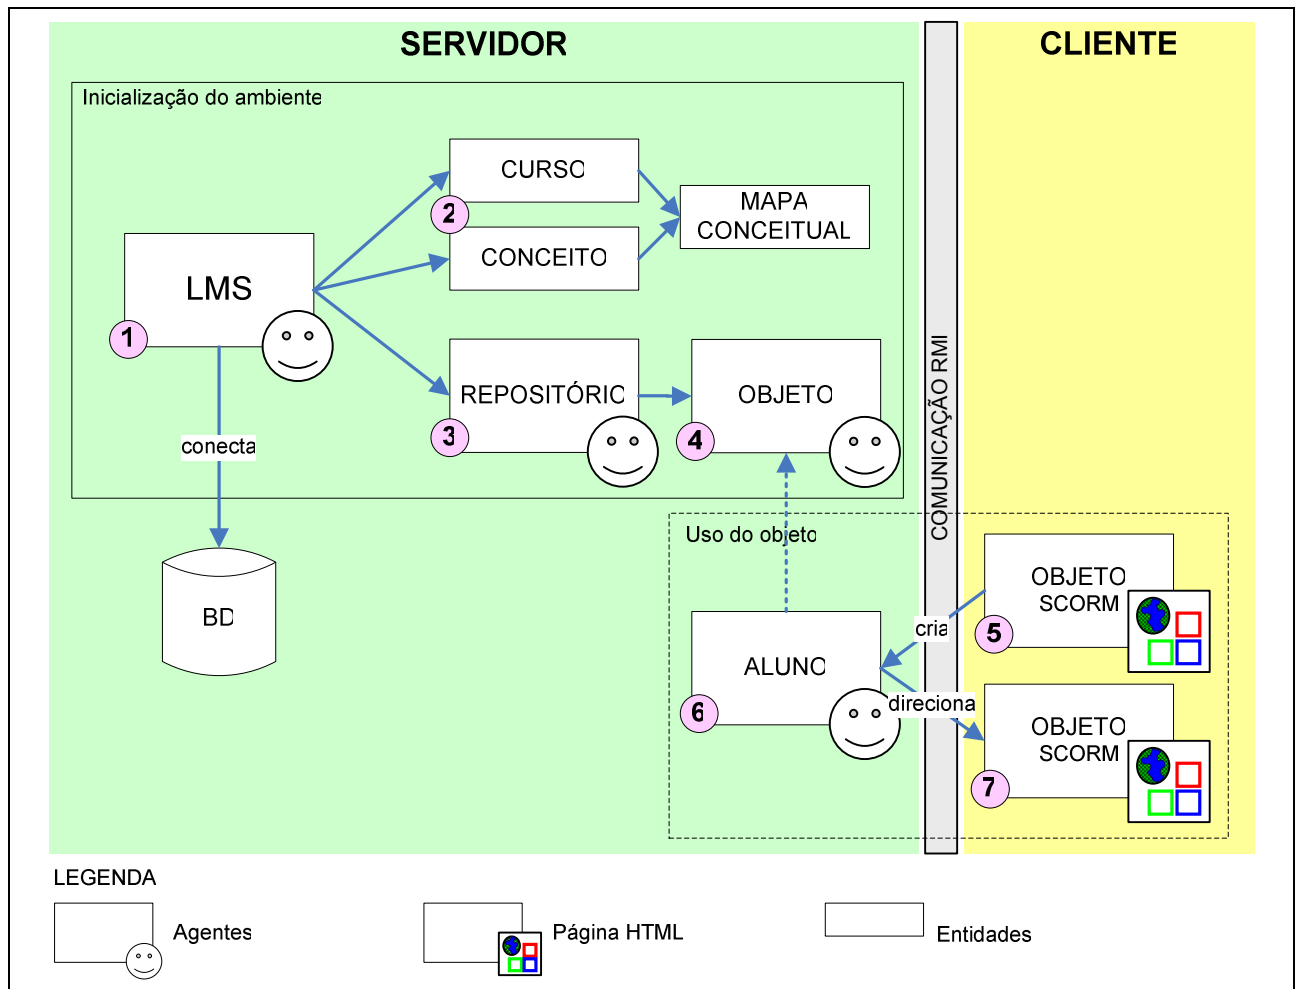 SERVIDOR
CLIENTE
Inicialização do ambiente
CURSO
2
MAPA
CONCEITUAL
CONCEITO
LMS
1
REPOSITÓRIO
3
OBJETO
4
conecta
BD
COMUNICAÇÃO RMI
Uso do objeto
OBJETO
SCORM
5
cria
ALUNO
6
direciona
OBJETO
SCORM
7
LEGENDA
Agentes
Página HTML
Entidades